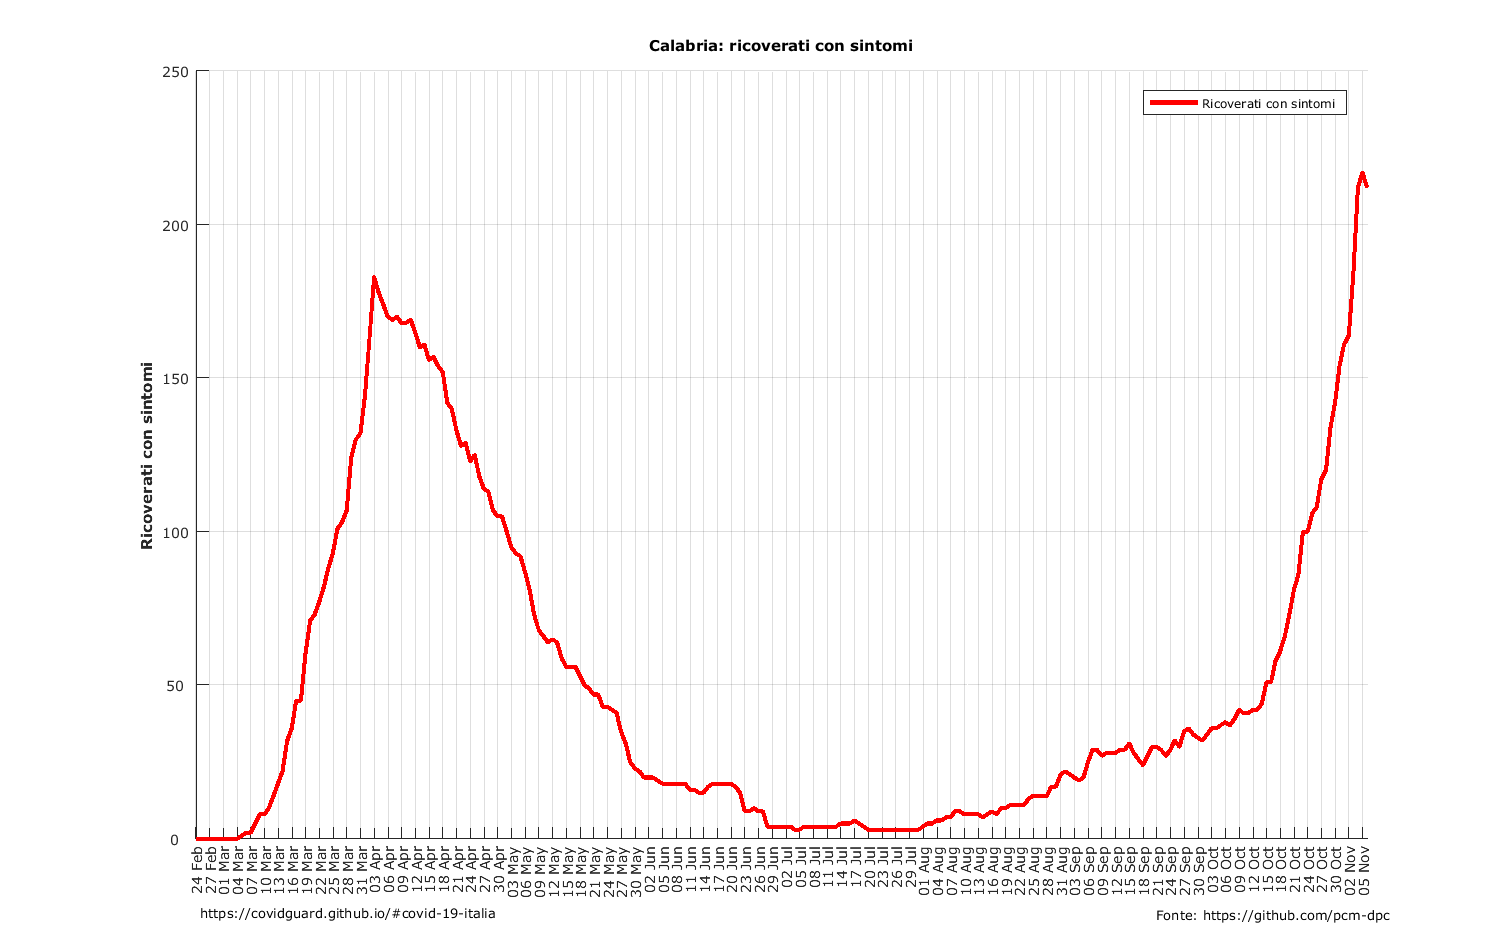 Calabria: ricoverati con sintomi
Ricoverati con sintomi
Ricoverati con sintomi
250
200
150
100
50
0
24 Feb
27 Feb
01 Mar
04 Mar
07 Mar
10 Mar
13 Mar
16 Mar
19 Mar
22 Mar
25 Mar
28 Mar
31 Mar
03 Apr
06 Apr
09 Apr
12 Apr
15 Apr
18 Apr
21 Apr
24 Apr
27 Apr
30 Apr
03 May
06 May
09 May
12 May
15 May
18 May
21 May
24 May
27 May
30 May
02 Jun
05 Jun
08 Jun
11 Jun
14 Jun
17 Jun
20 Jun
23 Jun
26 Jun
29 Jun
02 Jul
05 Jul
08 Jul
11 Jul
14 Jul
17 Jul
20 Jul
23 Jul
26 Jul
29 Jul
01 Aug
04 Aug
07 Aug
10 Aug
13 Aug
16 Aug
19 Aug
22 Aug
25 Aug
28 Aug
31 Aug
03 Sep
06 Sep
09 Sep
12 Sep
15 Sep
18 Sep
21 Sep
24 Sep
27 Sep
30 Sep
03 Oct
06 Oct
09 Oct
12 Oct
15 Oct
18 Oct
21 Oct
24 Oct
27 Oct
30 Oct
02 Nov
05 Nov
https://covidguard.github.io/#covid-19-italia
Fonte: https://github.com/pcm-dpc